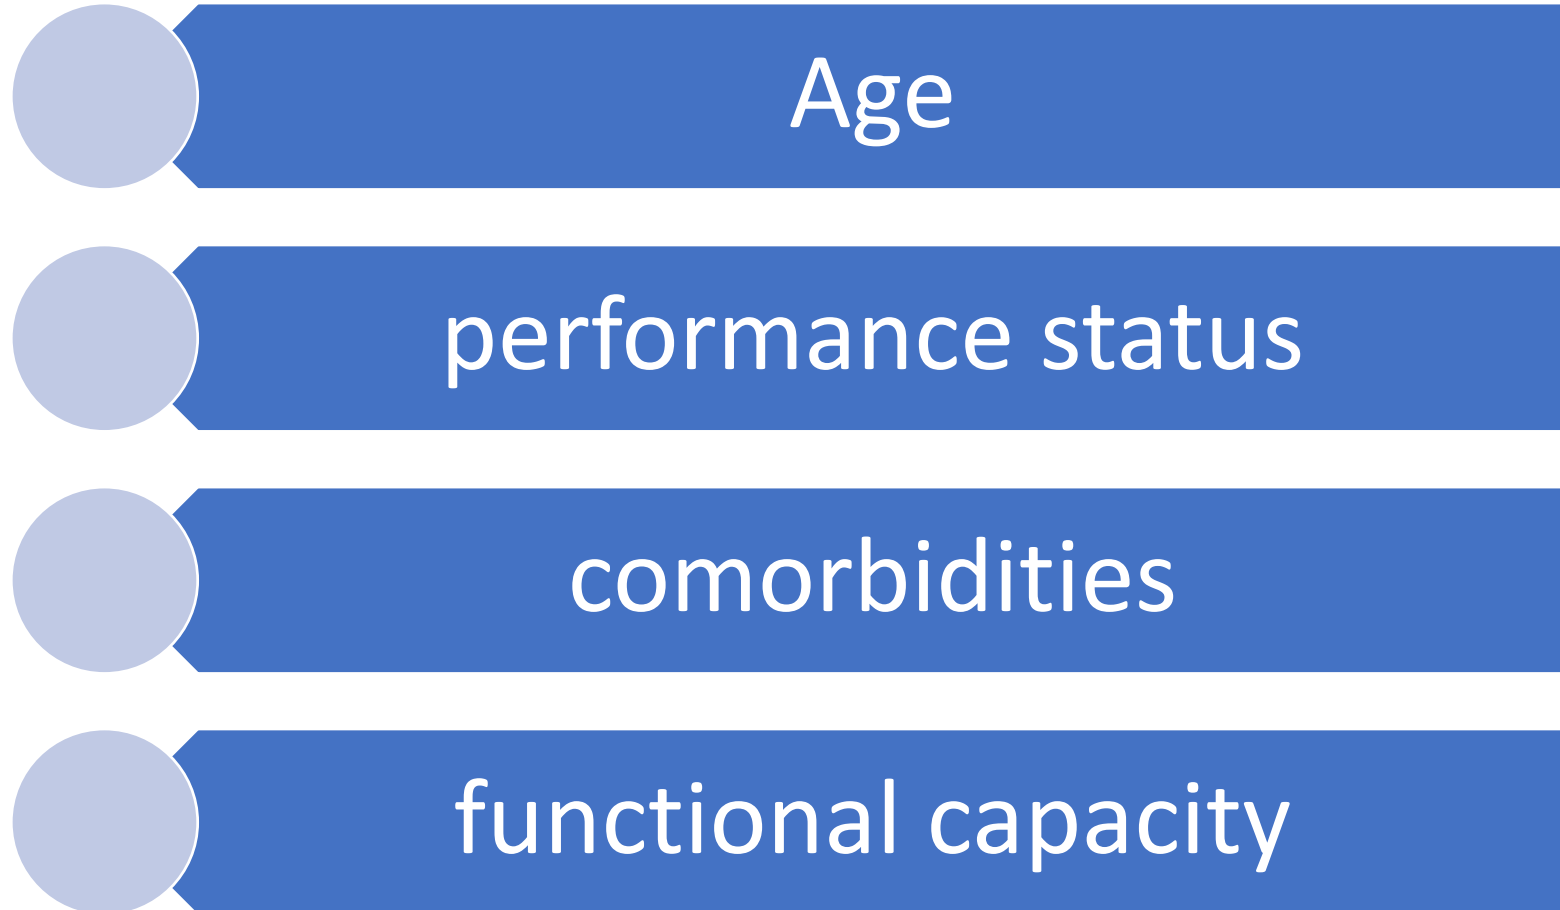 Age
performance status
comorbidities
functional capacity